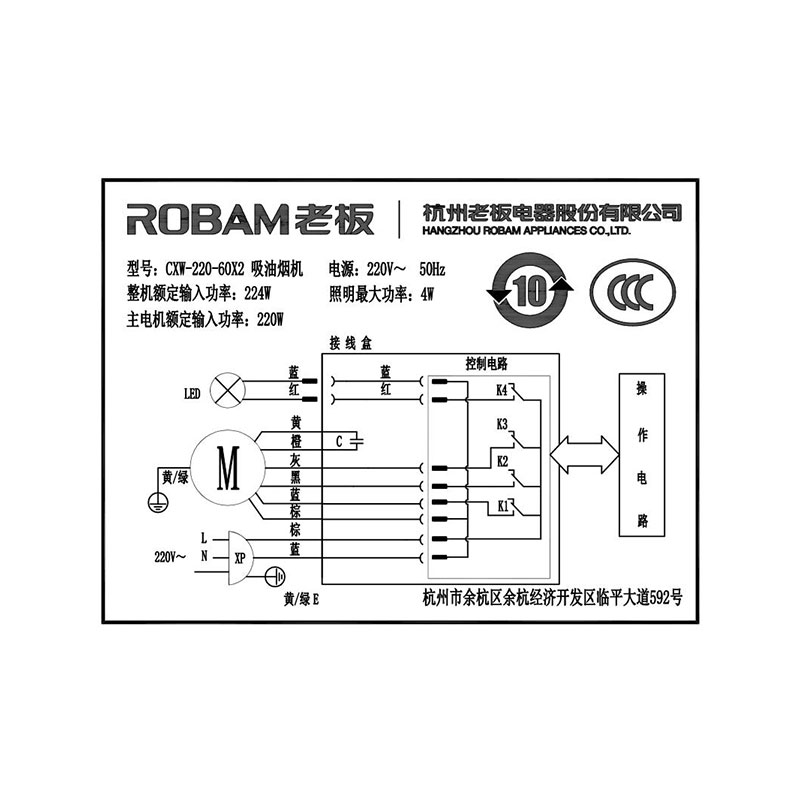 ROBAM老板
杭州老板电器股份有限公司
HANGZHOU ROBAM APPLIANCES CO.,LTD.
型号：CXW-220-60X2 吸油烟机
电源：220V～ 50Hz
整机额定输入功率：224W
照明最大功率：4W
主电机额定输入功率：220W
10
CCC
接线盒
控制电路
LED
蓝
红
蓝
红
K4
操作电路
黄
橙
C
K3
灰
M
黄/绿
黑
K2
蓝
棕
K1
棕
L
N
220V～
XP
蓝
黄/绿 E
杭州市余杭区余杭经济开发区临平大道592号